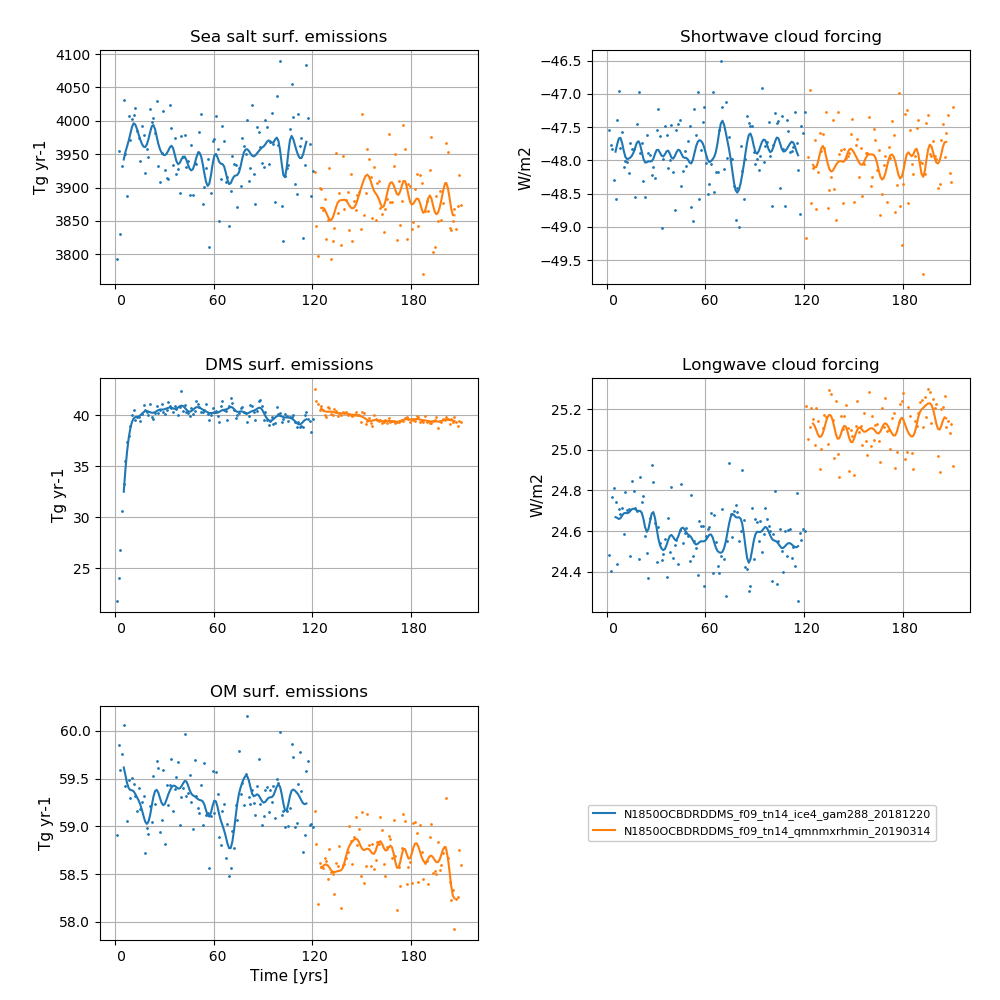 Sea salt surf. emissions
4100
4050
4000
3950
3900
3850
3800
Tg yr-1
0 60 120 180
Shortwave cloud forcing
−46.5
−47.0
−47.5
−48.0
−48.5
−49.0
−49.5
W/m2
0 60 120 180
DMS surf. emissions
40
35
30
25
Tg yr-1
0 60 120 180
Longwave cloud forcing
25.2
25.0
24.8
24.6
24.4
W/m2
0 60 120 180
OM surf. emissions
60.0
59.5
59.0
58.5
58.0
Tg yr-1
0 60 120 180
Time [yrs]
N1850OCBDRDDMS_f09_tn14_ice4_gam288_20181220
N1850OCBDRDDMS_f09_tn14_qmnmxrhmin_20190314